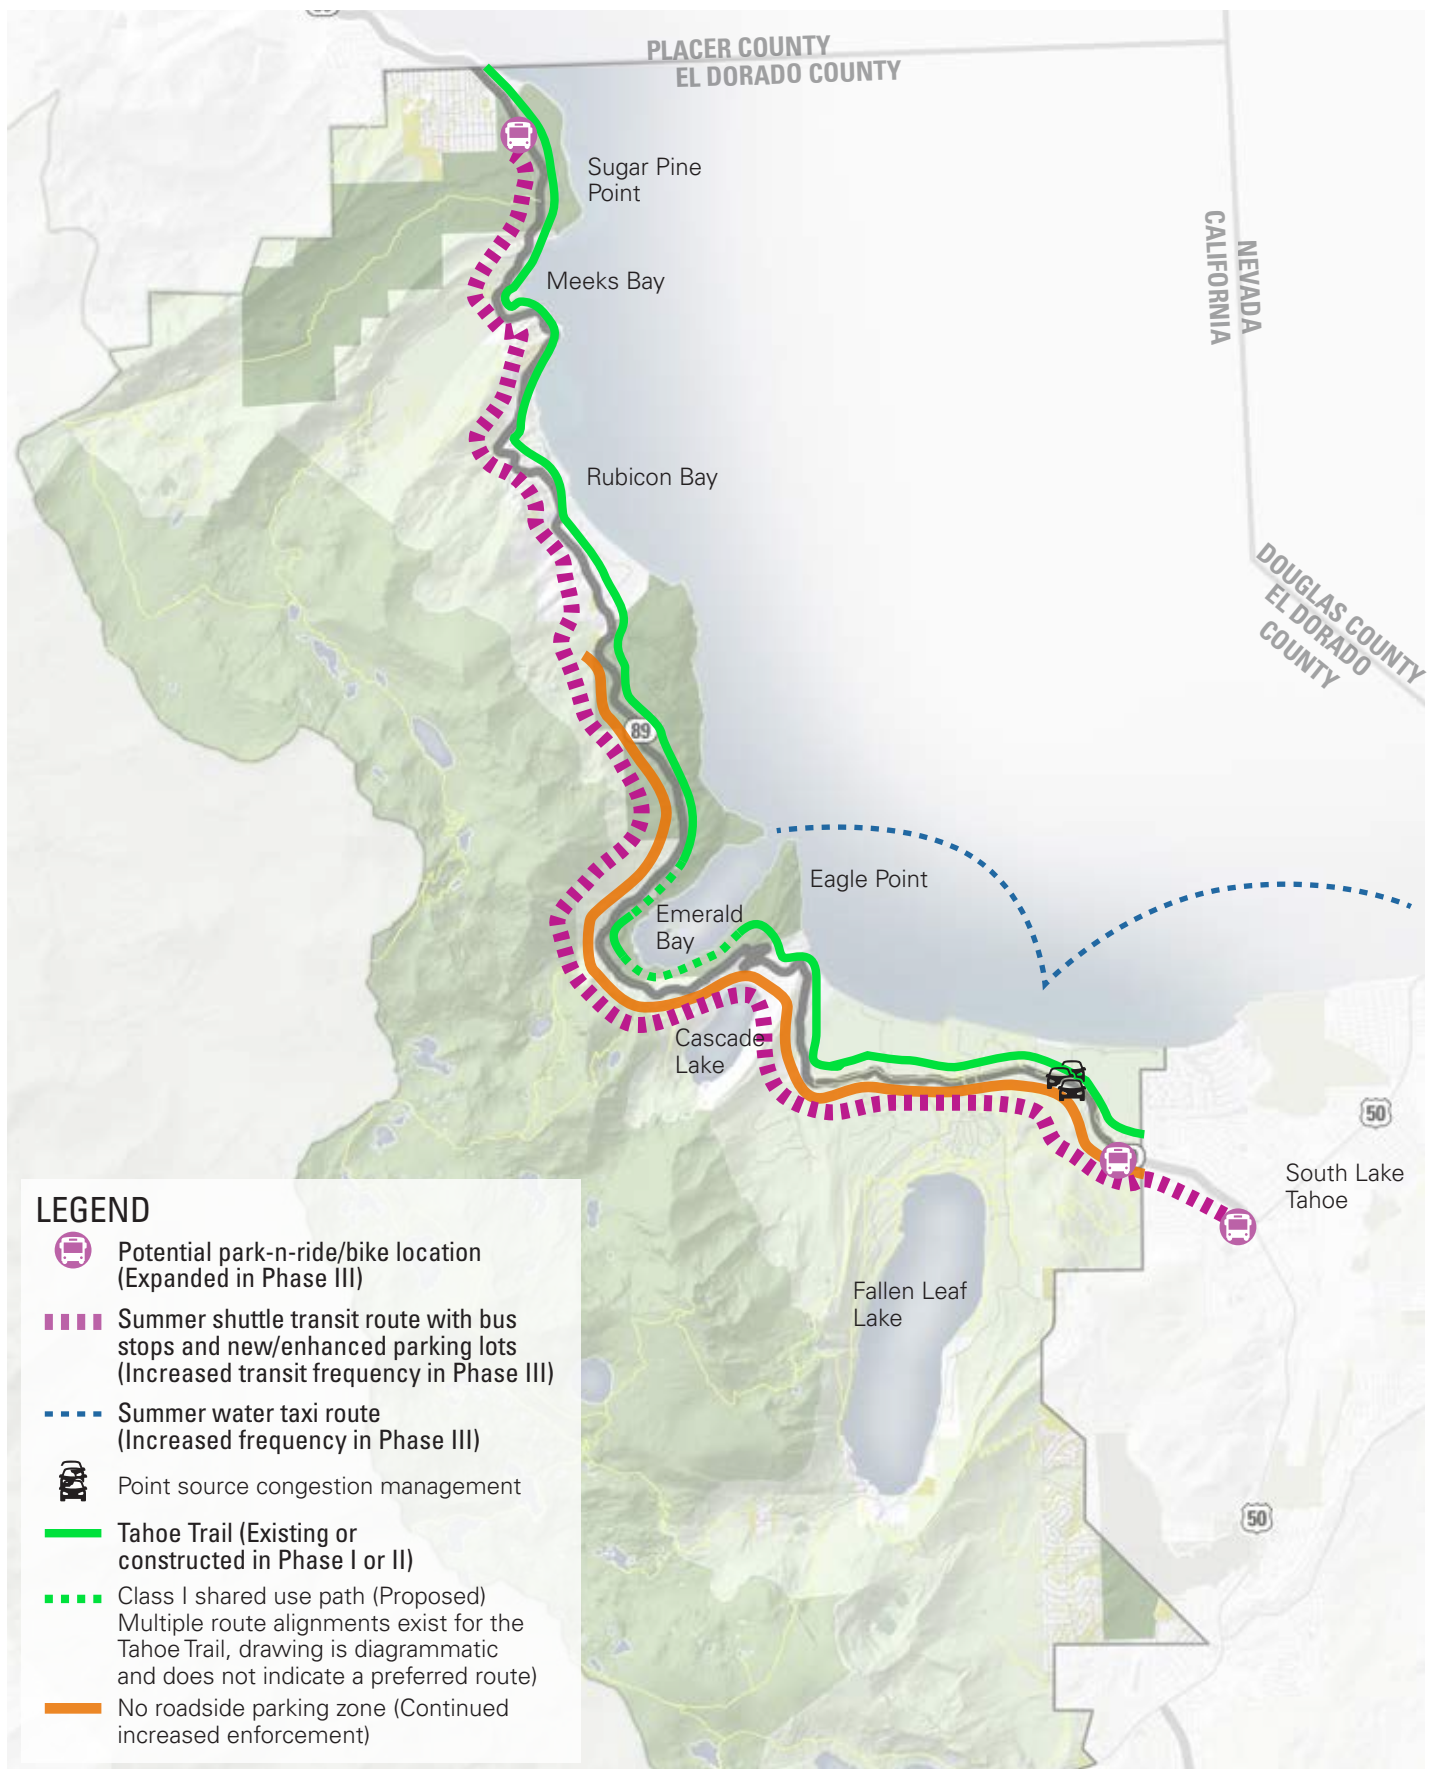 PLACER COUNTY
EL DORADO COUNTY
Sugar Pine
Point
CALIFORNIA
NEVADA
Meeks Bay
Rubicon Bay
DOUGLAS COUNTY
EL DORADO
COUNTY
89
Eagle Point
Emerald
Bay
Cascade
Lake
50
South Lake
Tahoe
Fallen Leaf
Lake
50
LEGEND
Potential park-n-ride/bike location
(Expanded in Phase III)
Summer shuttle transit route with bus
stops and new/enhanced parking lots
(Increased transit frequency in Phase III)
Summer water taxi route
(Increased frequency in Phase III)
Point source congestion management
Tahoe Trail (Existing or
constructed in Phase I or II)
Class I shared use path (Proposed)
Multiple route alignments exist for the
Tahoe Trail, drawing is diagrammatic
and does not indicate a preferred route)
No roadside parking zone (Continued
increased enforcement)